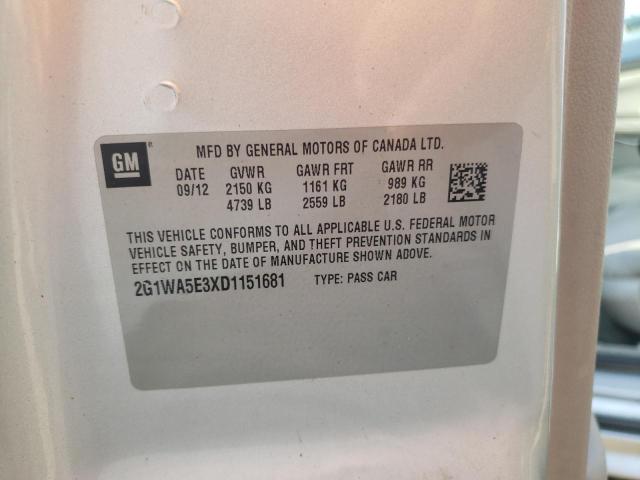 GM
MFD BY GENERAL MOTORS OF CANADA LTD.
DATE GVWR GAWR FRT GAWR RR
09/12 2150 KG 1161 KG 989 KG
4739 LB 2559 LB 2180 LB
THIS VEHICLE CONFORMS TO ALL APPLICABLE U.S. FEDERAL MOTOR
VEHICLE SAFETY, BUMPER, AND THEFT PREVENTION STANDARDS IN
EFFECT ON THE DATE OF MANUFACTURE SHOWN ABOVE.
2G1WA5E3XD1151681 TYPE: PASS CAR